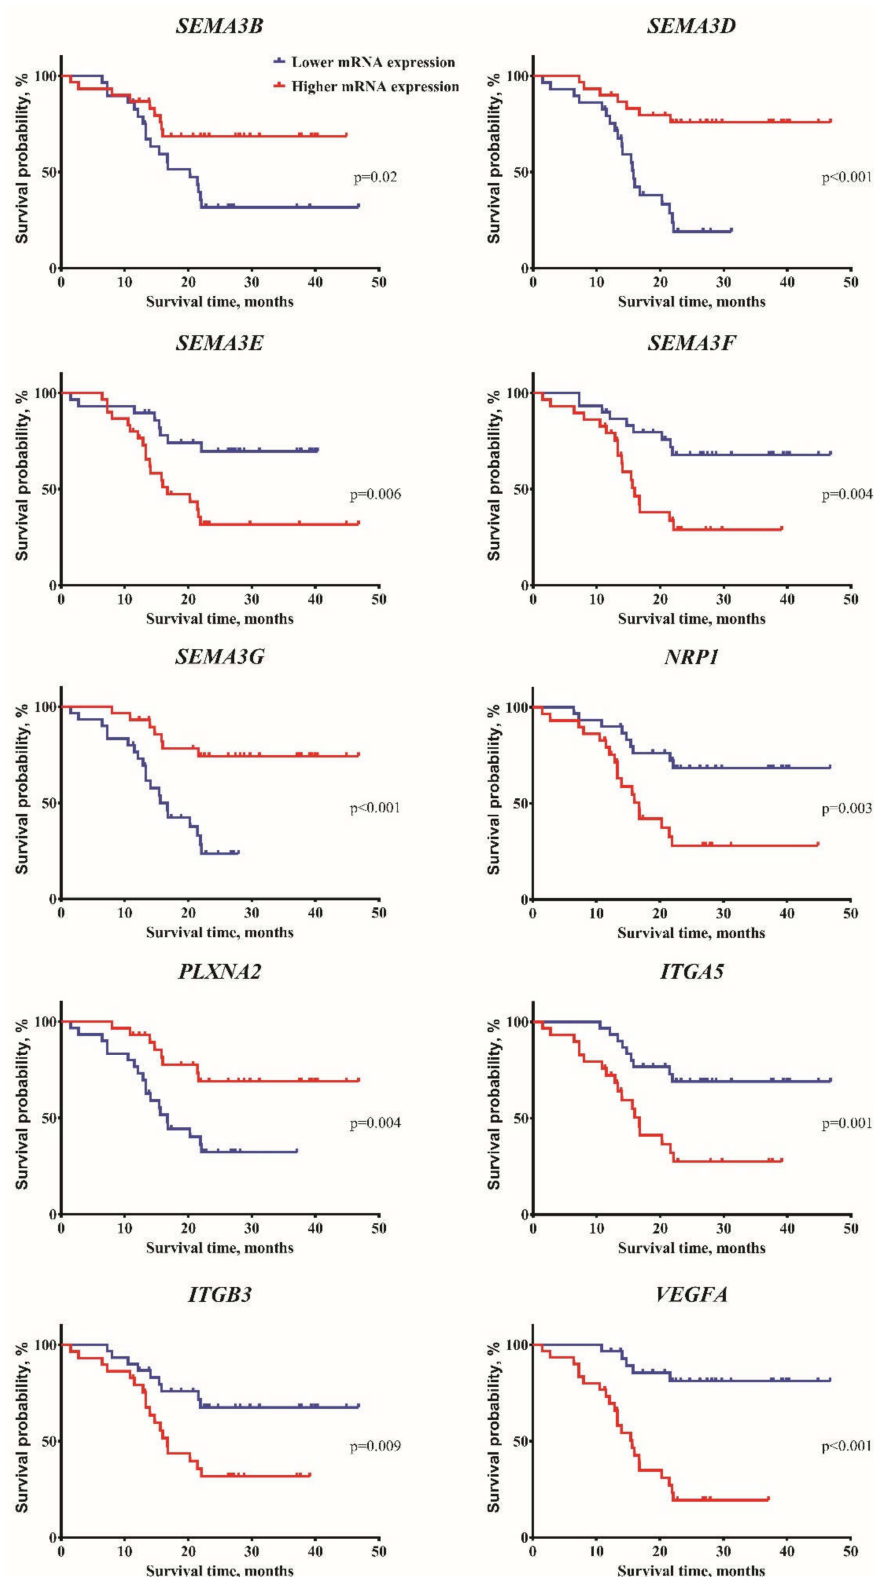 SEMA3B
Survival probability, %
100
50
0
Lower mRNA expression
Higher mRNA expression
p=0.02
0 10 20 30 40 50
Survival time, months
SEMA3D
Survival probability, %
100
50
0
p<0.001
0 10 20 30 40 50
Survival time, months
SEMA3E
Survival probability, %
100
50
0
p=0.006
0 10 20 30 40 50
Survival time, months
SEMA3F
Survival probability, %
100
50
0
p=0.004
0 10 20 30 40 50
Survival time, months
SEMA3G
Survival probability, %
100
50
0
p<0.001
0 10 20 30 40 50
Survival time, months
NRP1
Survival probability, %
100
50
0
p=0.003
0 10 20 30 40 50
Survival time, months
PLXNA2
Survival probability, %
100
50
0
p=0.004
0 10 20 30 40 50
Survival time, months
ITGA5
Survival probability, %
100
50
0
p=0.001
0 10 20 30 40 50
Survival time, months
ITGB3
Survival probability, %
100
50
0
p=0.009
0 10 20 30 40 50
Survival time, months
VEGFA
Survival probability, %
100
50
0
p<0.001
0 10 20 30 40 50
Survival time, months